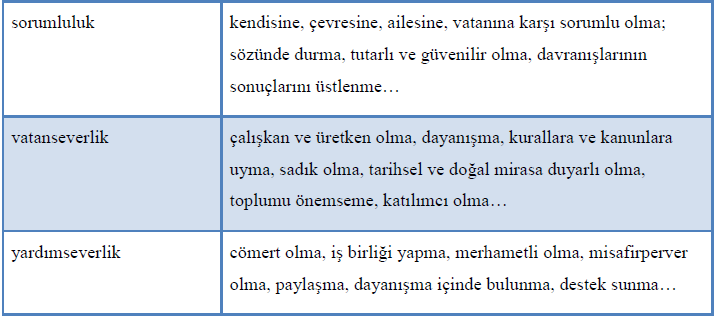 sorumluluk
kendisine, çevresine, ailesine, vatanına karşı sorumlu olma;
sözünde durma, tutarlı ve güvenilir olma, davranışlarının
sonuçlarını üstlenme…
vatanseverlik
çalışkan ve üretken olma, dayanışma, kurallara ve kanunlara
uyma, sadık olma, tarihsel ve doğal mirasa duyarlı olma,
toplumu önemseme, katılımcı olma…
yardımseverlik
cömert olma, iş birliği yapma, merhametli olma, misafirperver
olma, paylaşma, dayanışma içinde bulunma, destek sunma…